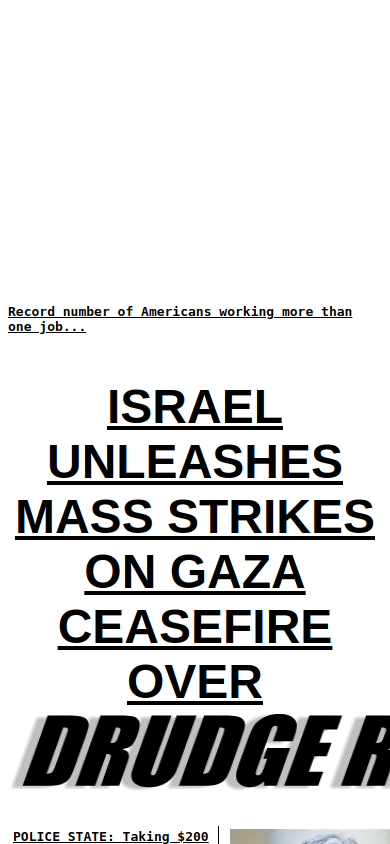 Record number of Americans working more than
one job...
ISRAEL
UNLEASHES
MASS STRIKES
ON GAZA
CEASEFIRE
OVER
DRUDGE R
POLICE STATE: Taking $200